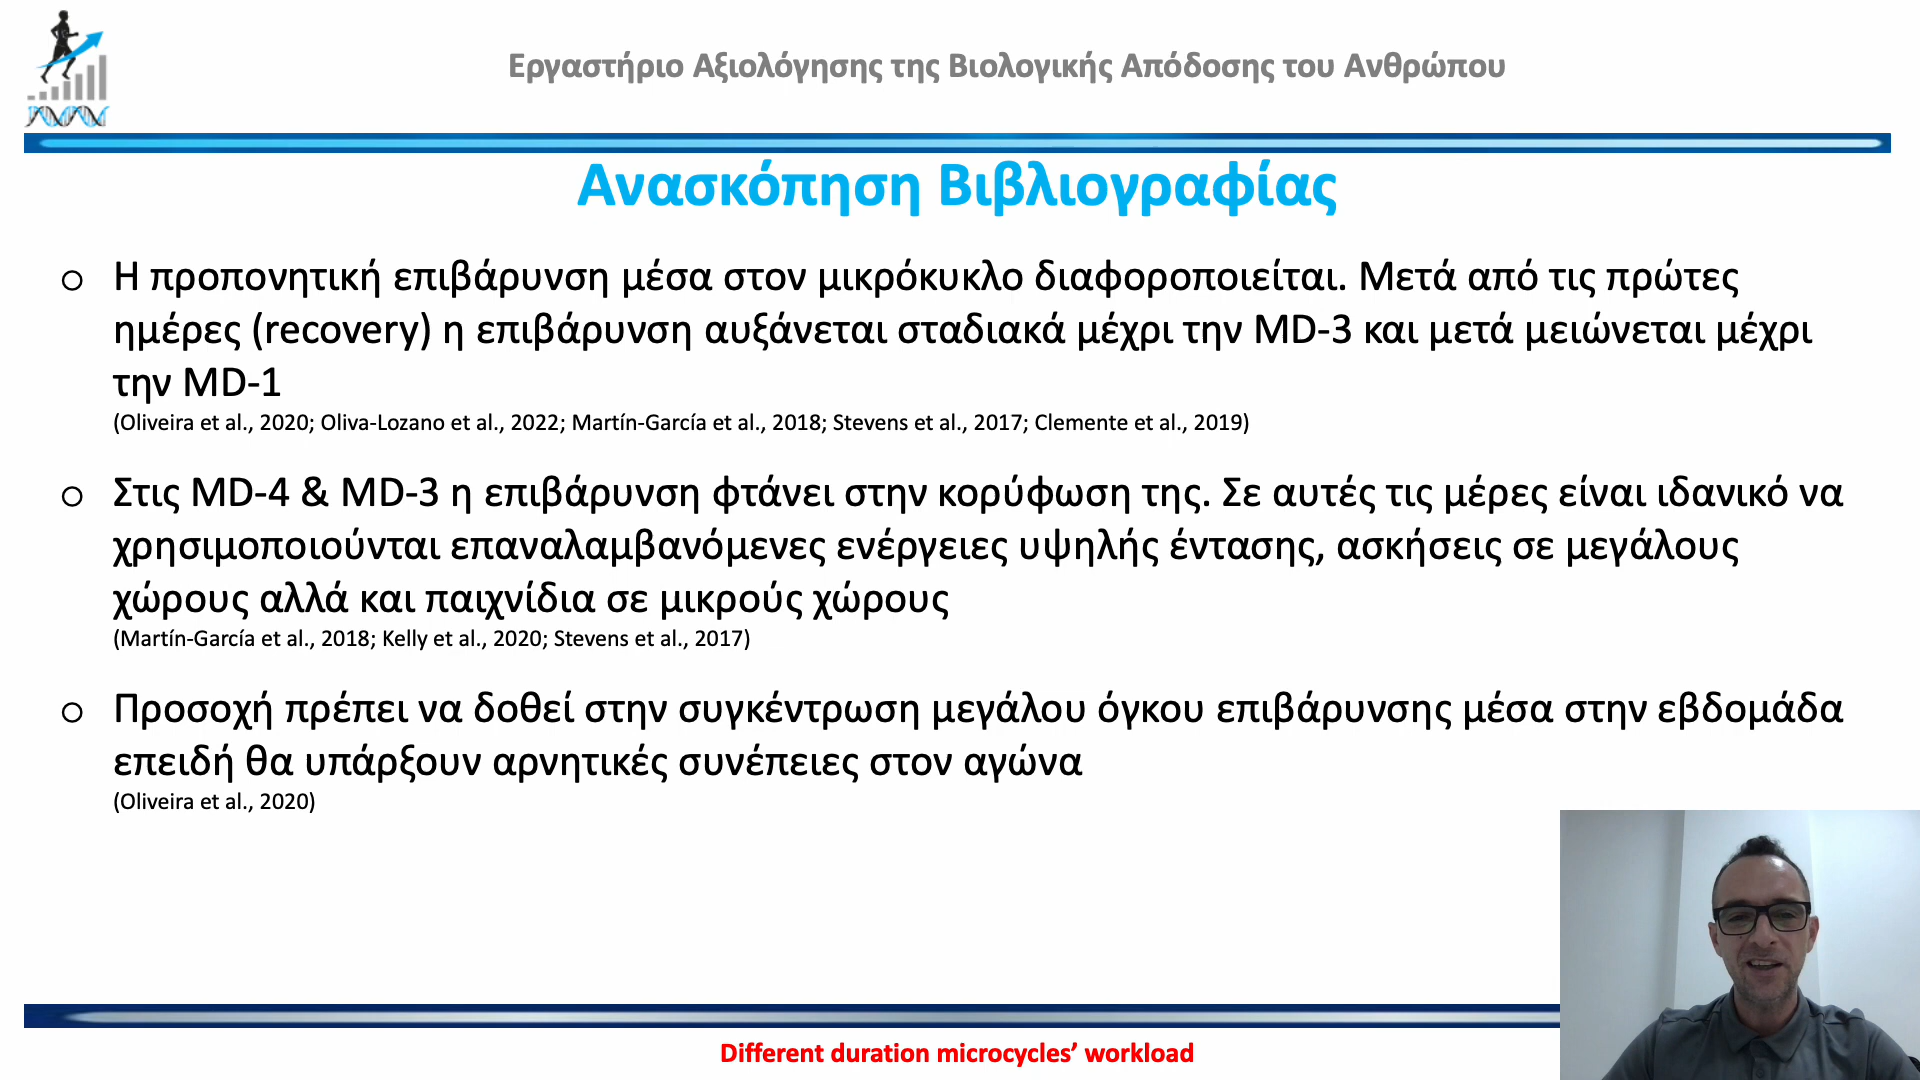 Εργαστήριο Αξιολόγησης της Βιολογικής Απόδοσης του Ανθρώπου
Ανασκόπηση Βιβλιογραφίας
o Η προπονητική επιβάρυνση μέσα στον μικρόκυκλο διαφοροποιείται. Μετά από τις πρώτες
ημέρες (recovery) η επιβάρυνση αυξάνεται σταδιακά μέχρι την MD-3 και μετά μειώνεται μέχρι
την MD-1
(Oliveira et al., 2020; Oliva-Lozano et al., 2022; Martín-García et al., 2018; Stevens et al., 2017; Clemente et al., 2019)
o Στις MD-4 & MD-3 η επιβάρυνση φτάνει στην κορύφωση της. Σε αυτές τις μέρες είναι ιδανικό να
χρησιμοποιούνται επαναλαμβανόμενες ενέργειες υψηλής έντασης, ασκήσεις σε μεγάλους
χώρους αλλά και παιχνίδια σε μικρούς χώρους
(Martín-García et al., 2018; Kelly et al., 2020; Stevens et al., 2017)
o Προσοχή πρέπει να δοθεί στην συγκέντρωση μεγάλου όγκου επιβάρυνσης μέσα στην εβδομάδα
επειδή θα υπάρξουν αρνητικές συνέπειες στον αγώνα
(Oliveira et al., 2020)
Different duration microcycles’ workload